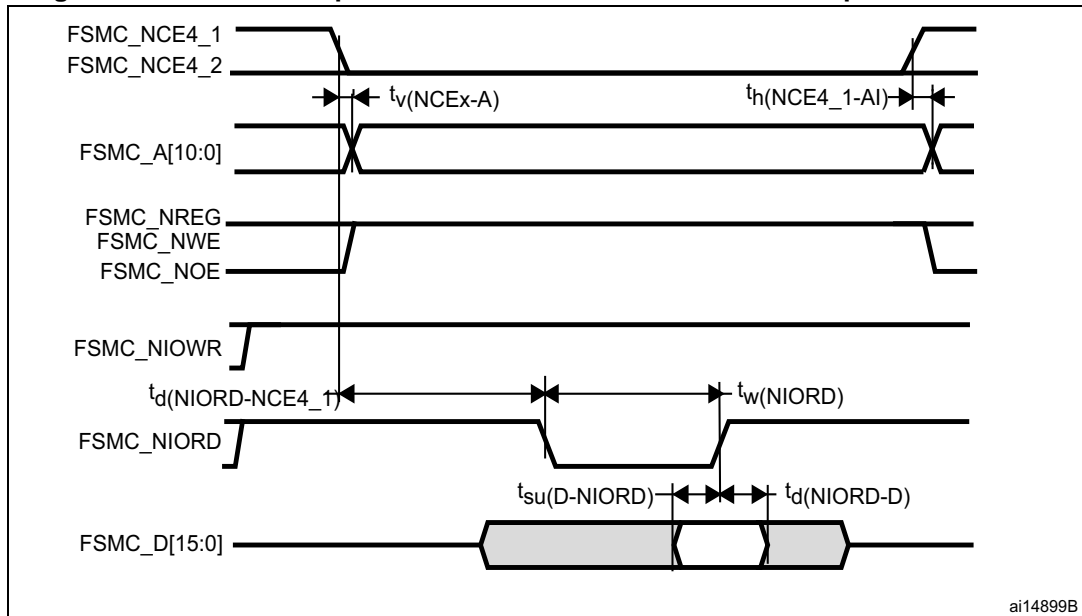 FSMC_NCE4_1
FSMC_NCE4_2
tv(NCEx-A)
th(NCE4_1-AI)
FSMC_A[10:0]
FSMC_NREG
FSMC_NWE
FSMC_NOE
FSMC_NIOWR
td(NIORD-NCE4_1)
tw(NIORD)
FSMC_NIORD
tsu(D-NIORD)
td(NIORD-D)
FSMC_D[15:0]
ai14899B